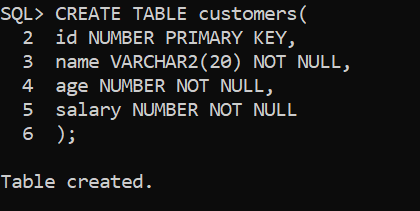 SQL> CREATE TABLE customers(
  2  id NUMBER PRIMARY KEY,
  3  name VARCHAR2(20) NOT NULL,
  4  age NUMBER NOT NULL,
  5  salary NUMBER NOT NULL
  6  );
Table created.